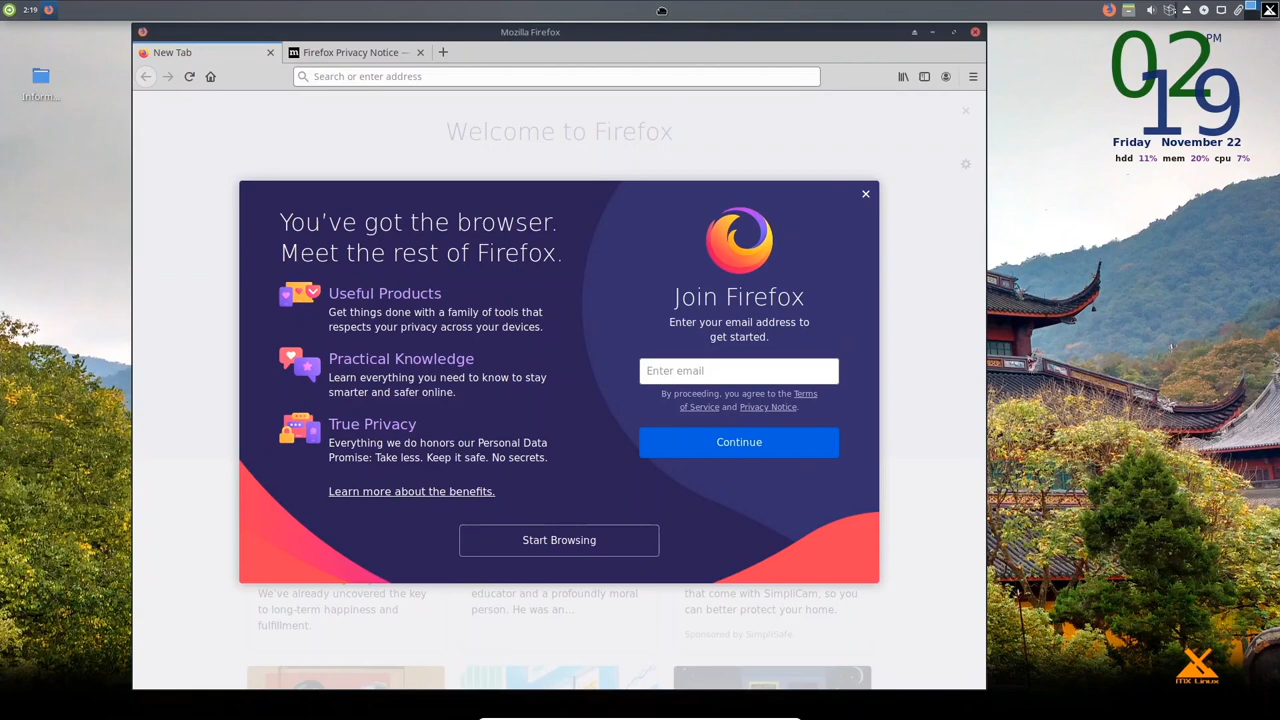 2:19
Mozilla Firefox
New Tab
Firefox Privacy Notice —
Search or enter address
Inform...
02 PM
19
Friday November 22
hdd 11% mem 20% cpu 7%
Welcome to Firefox
You've got the browser.
Meet the rest of Firefox.
Useful Products
Get things done with a family of tools that
respects your privacy across your devices.
Practical Knowledge
Learn everything you need to know to stay
smarter and safer online.
True Privacy
Everything we do honors our Personal Data
Promise: Take less. Keep it safe. No secrets.
Learn more about the benefits.
Join Firefox
Enter your email address to
get started.
Enter email
By proceeding, you agree to the Terms
of Service and Privacy Notice.
Continue
Start Browsing
We've already uncovered the key
to long-term happiness and
fulfillment.
educator and a profoundly moral
person. He was an...
that come with SimpliCam, so you
can better protect your home.
Sponsored by SimpliSafe
MX Linux